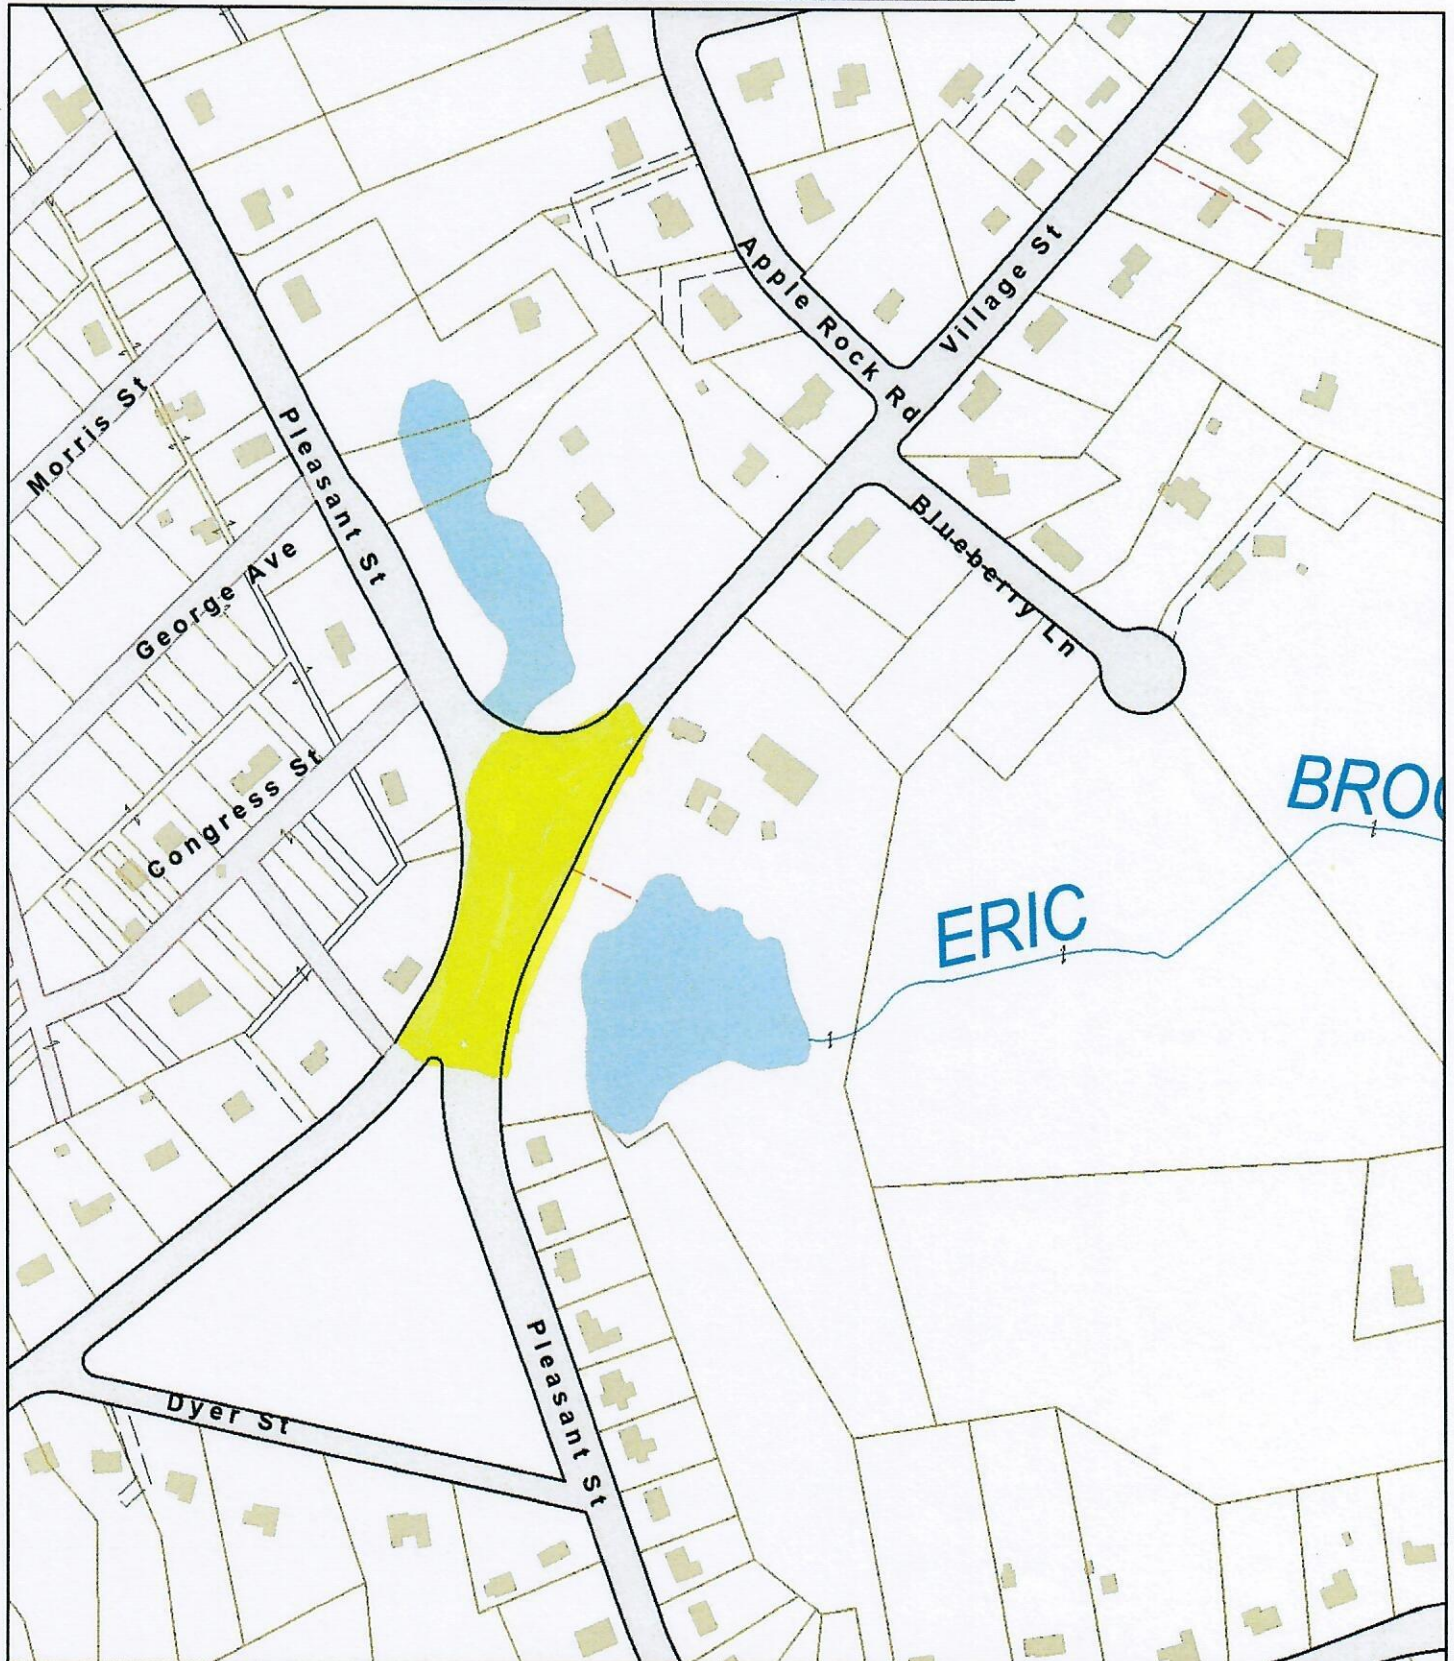 Apple Rock Rd
Village St
Morris St
Pleasant St
George Ave
Blueberry Ln
Congress St
BROO
ERIC
Pleasant St
Dyer St